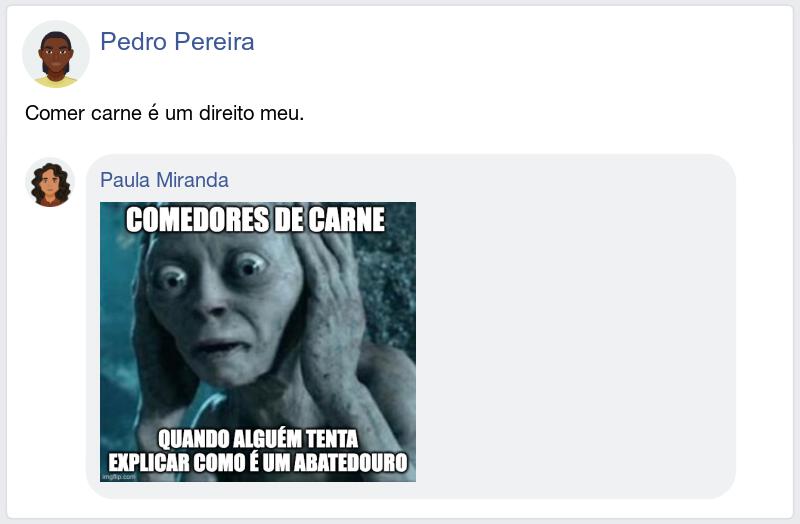 Pedro Pereira
Comer carne é um direito meu.
Paula Miranda
COMEDORES DE CARNE
QUANDO ALGUÉM TENTA
EXPLICAR COMO É UM ABATEDOURO
imgflip.com